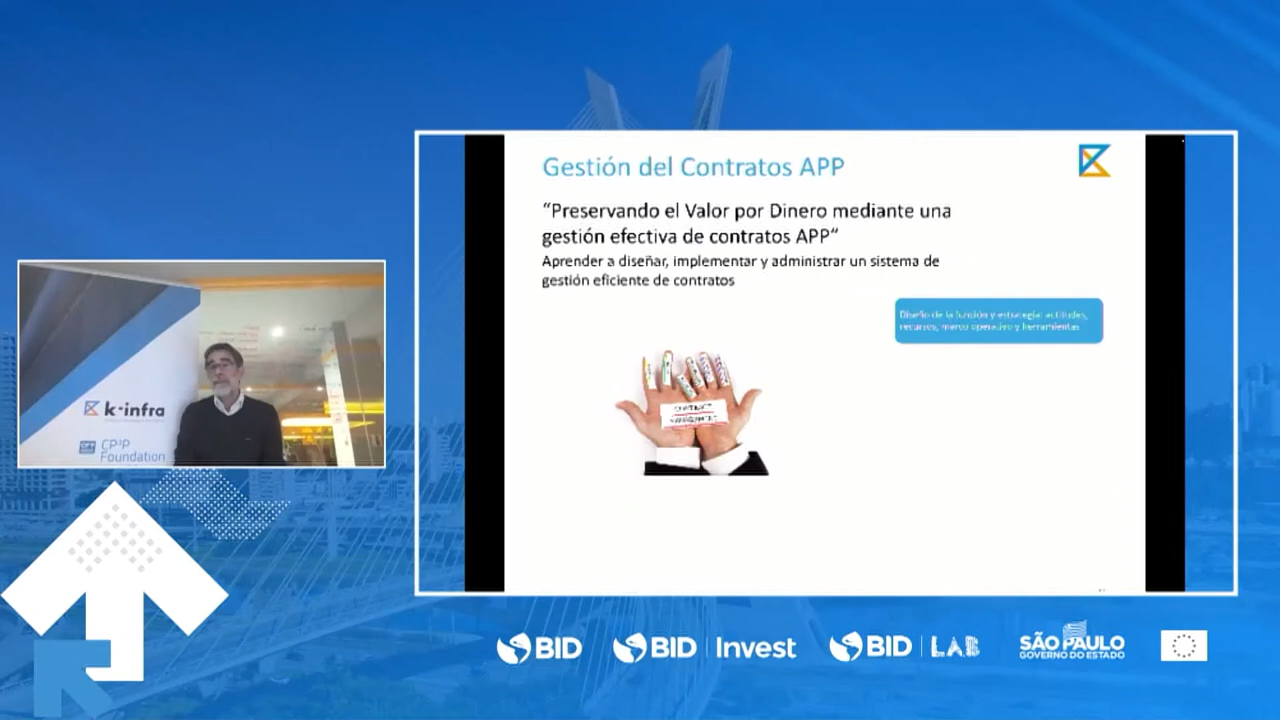 Gestión del Contratos APP
“Preservando el Valor por Dinero mediante una
gestión efectiva de contratos APP“
Aprender a diseñar, implementar y administrar un sistema de
gestión eficiente de contratos
Diseño de la función y estrategia: actitudes,
recursos, marco operativo y herramientas
k-infra
CP³P
Foundation
BID
BID Invest
BID LAB
SÃO PAULO
GOVERNO DO ESTADO